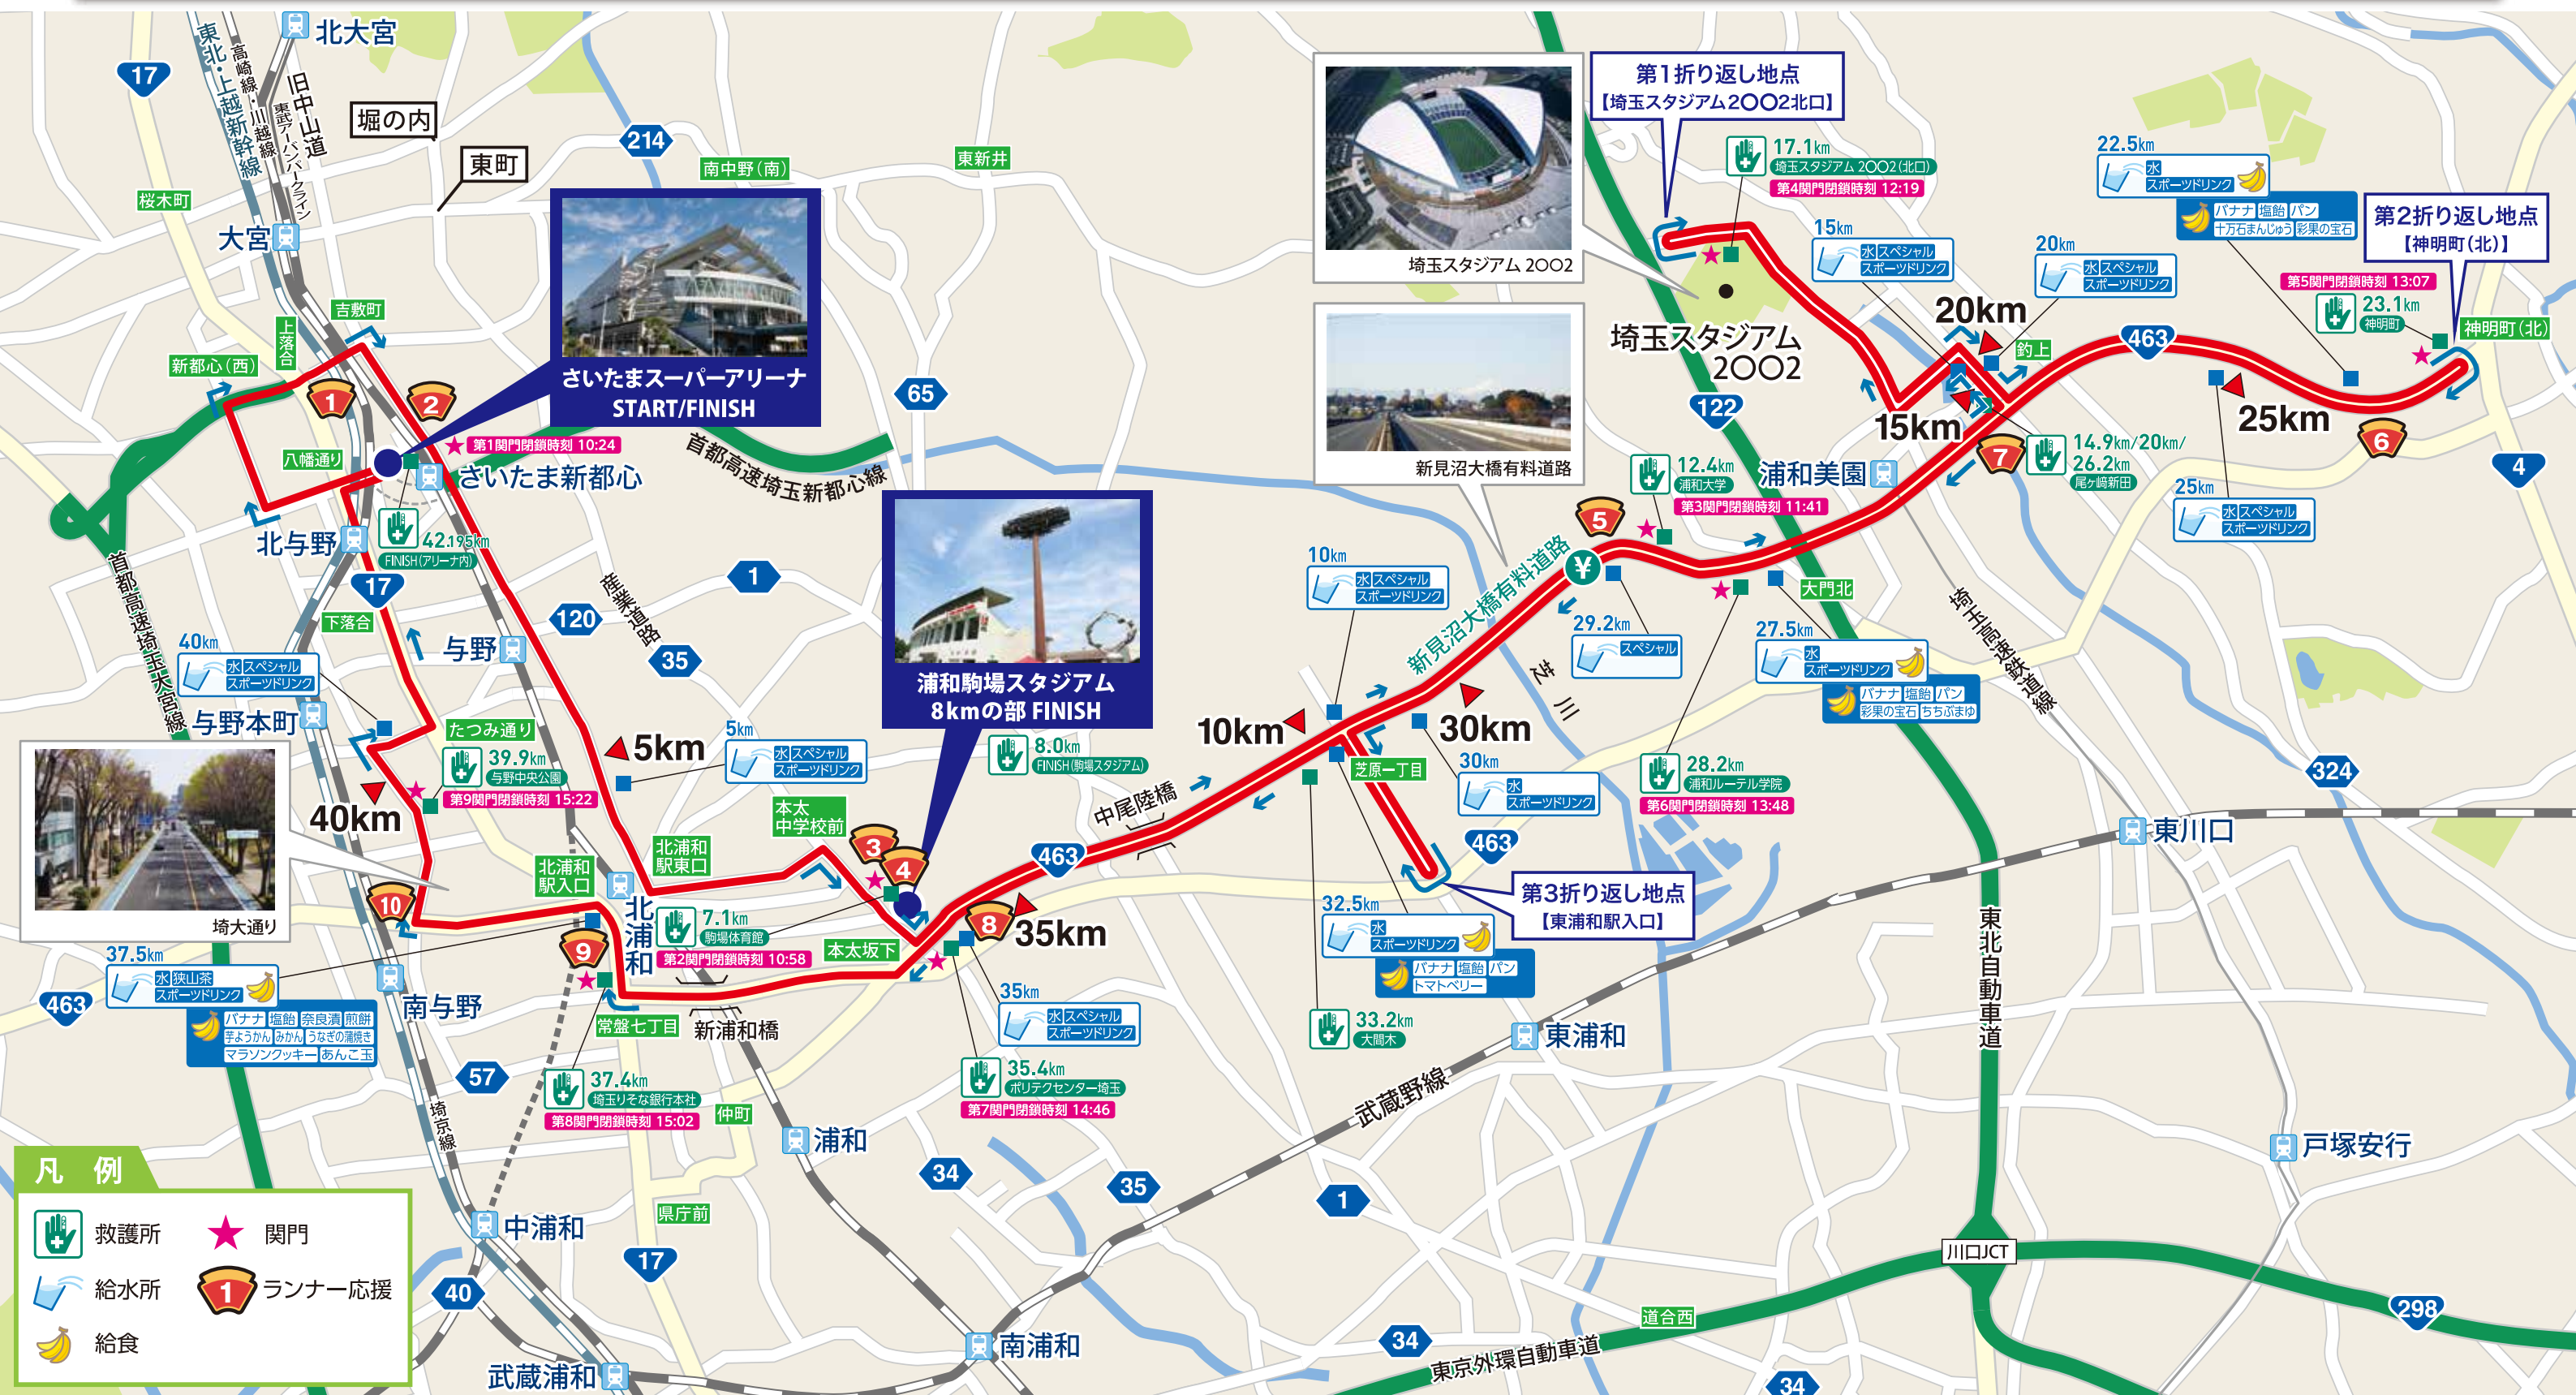 北大宮
17
東北・上越新幹線
高崎線・川越線
旧中山道
東武アーバンパークライン
堀の内
東町
214
南中野(南)
東新井
桜木町
大宮
吉敷町
上落合
新都心(西)
1
2
八幡通り
さいたまスーパーアリーナ
START/FINISH
第1関門閉鎖時刻 10:24
さいたま新都心
首都高速埼玉新都心線
65
北与野
42.195km
FINISH(アリーナ内)
首都高速埼玉大宮線
17
下落合
与野
120
産業道路
35
1
40km
水 スペシャル
スポーツドリンク
与野本町
たつみ通り
39.9km
与野中央公園
第9関門閉鎖時刻 15:22
40km
埼大通り
5km
5km
水 スペシャル
スポーツドリンク
浦和駒場スタジアム
8kmの部 FINISH
8.0km
FINISH(駒場スタジアム)
本太
中学校前
3
4
北浦和
駅東口
北浦和
駅入口
北浦和
10
9
7.1km
駒場体育館
第2関門閉鎖時刻 10:58
本太坂下
8
35km
37.5km
水 狭山茶
スポーツドリンク
バナナ 塩飴 奈良漬 煎餅
芋ようかん みかん うなぎの蒲焼き
マラソンクッキー あんこ玉
463
南与野
常盤七丁目
新浦和橋
57
埼京線
37.4km
埼玉りそな銀行本社
第8関門閉鎖時刻 15:02
35km
水 スペシャル
スポーツドリンク
35.4km
ポリテクセンター埼玉
第7関門閉鎖時刻 14:46
仲町
浦和
県庁前
17
34
35
中浦和
40
武蔵浦和
南浦和
凡 例
救護所
関門
給水所
1
ランナー応援
給食
埼玉スタジアム 2〇〇2
第1折り返し地点
【埼玉スタジアム2〇〇2北口】
17.1km
埼玉スタジアム 2〇〇2(北口)
第4関門閉鎖時刻 12:19
埼玉スタジアム
2〇〇2
15km
水 スペシャル
スポーツドリンク
20km
水 スペシャル
スポーツドリンク
22.5km
水
スポーツドリンク
バナナ 塩飴 パン
十万石まんじゅう 彩果の宝石
第2折り返し地点
【神明町(北)】
第5関門閉鎖時刻 13:07
23.1km
神明町
神明町(北)
20km
釣上
463
15km
25km
6
7
14.9km/20km/
26.2km
尾ヶ崎新田
25km
水 スペシャル
スポーツドリンク
4
122
浦和美園
新見沼大橋有料道路
12.4km
浦和大学
第3関門閉鎖時刻 11:41
5
¥
新見沼大橋有料道路
10km
水 スペシャル
スポーツドリンク
29.2km
スペシャル
芝川
大門北
27.5km
水
スポーツドリンク
バナナ 塩飴 パン
彩果の宝石 ちちぶまゆ
埼玉高速鉄道線
10km
30km
30km
水
スポーツドリンク
芝原一丁目
中尾陸橋
463
463
28.2km
浦和ルーテル学院
第6関門閉鎖時刻 13:48
第3折り返し地点
【東浦和駅入口】
32.5km
水
スポーツドリンク
バナナ 塩飴 パン
トマトベリー
33.2km
大間木
東浦和
武蔵野線
1
324
東川口
東北自動車道
戸塚安行
川口JCT
道合西
34
東京外環自動車道
298
34